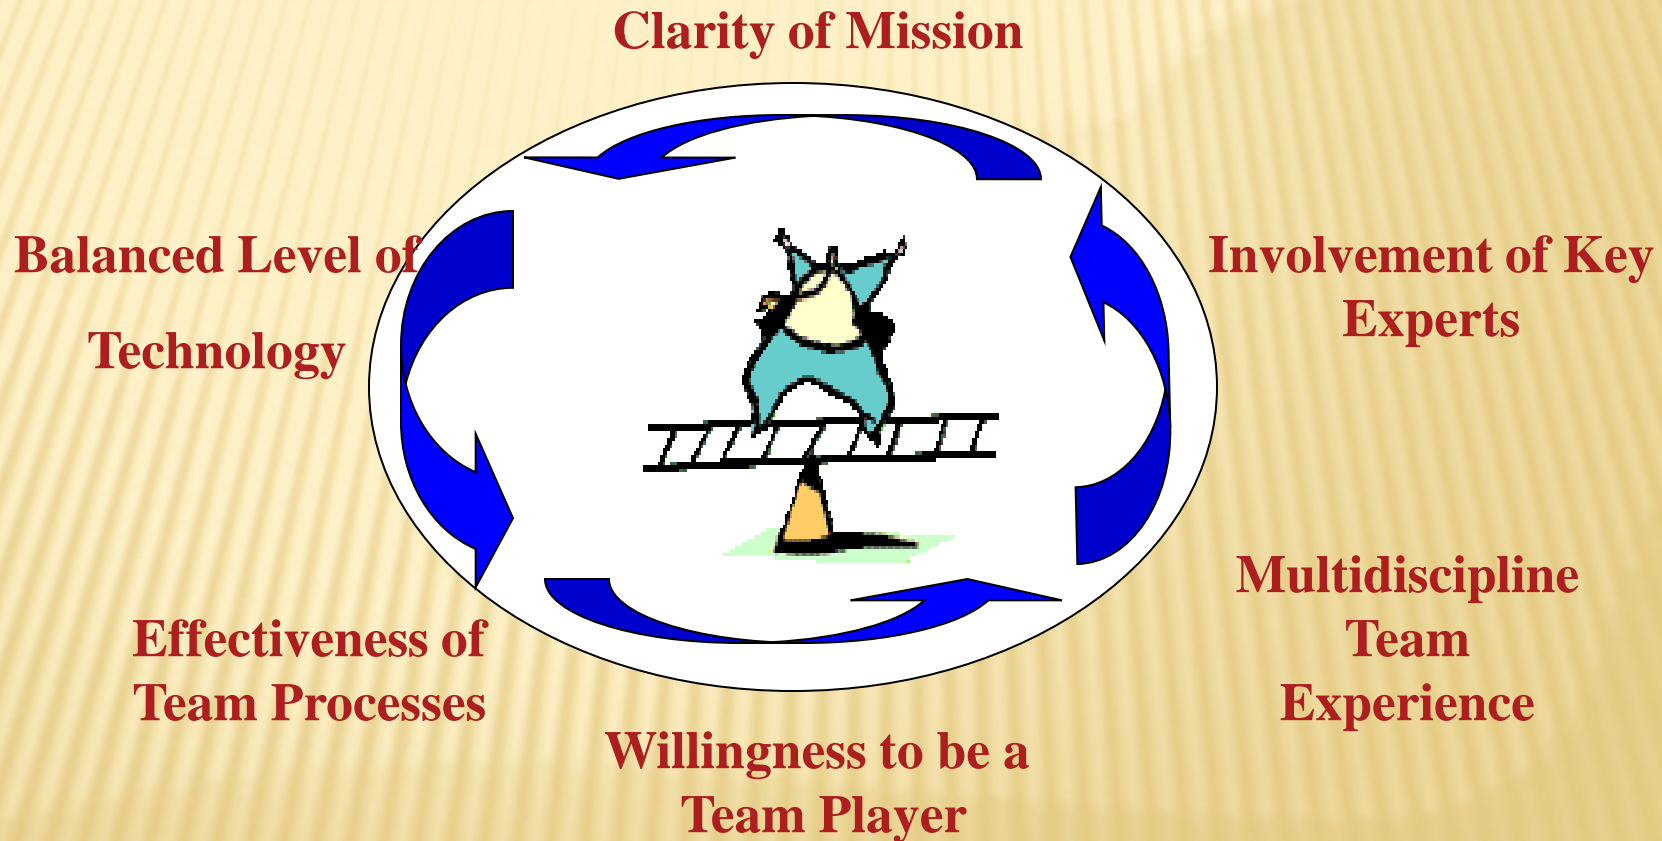 Clarity of Mission
Balanced Level of
Technology
Involvement of Key
Experts
Effectiveness of
Team Processes
Multidiscipline
Team
Experience
Willingness to be a
Team Player